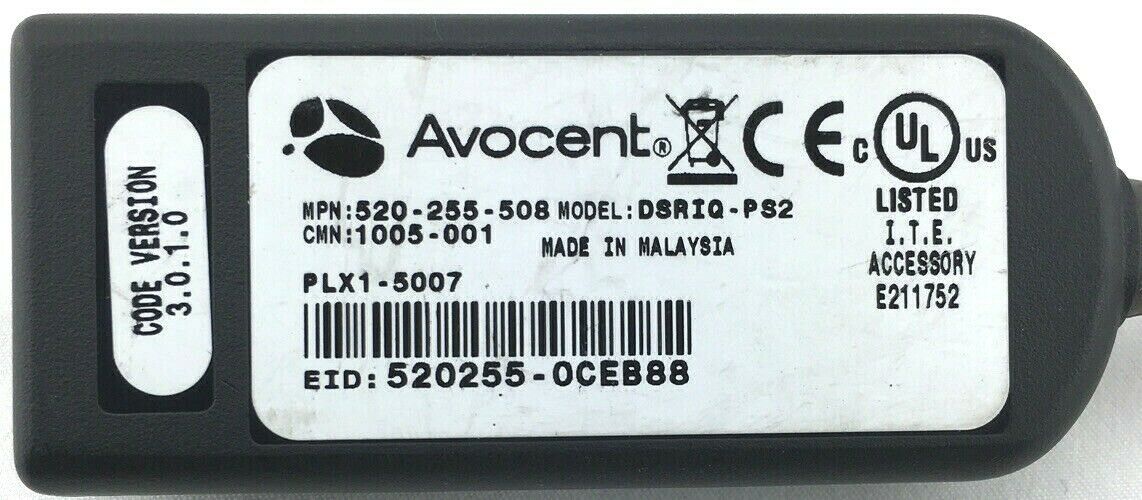 CODE VERSION
3.0.1.0
Avocent®
CE
C UL US
MPN:520-255-508 MODEL:DSRIQ-PS2
CMN:1005-001 MADE IN MALAYSIA
PLX1-5007
EID: 520255-0CEB88
LISTED
I.T.E.
ACCESSORY
E211752